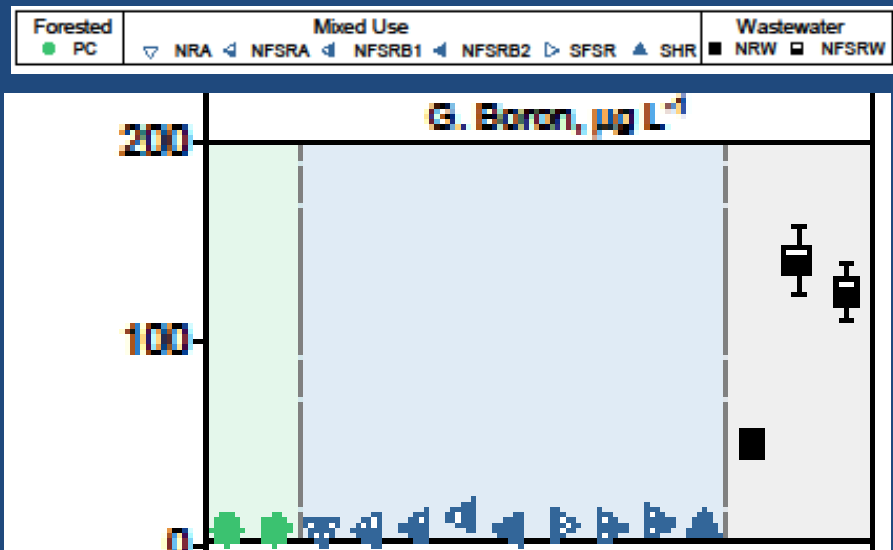 Forested Mixed Use Wastewater
PC NRA NFSRA NFSRB1 NFSRB2 SFSR SHR NRW NFSRW
G. Boron, µg L⁻¹
200
100
0